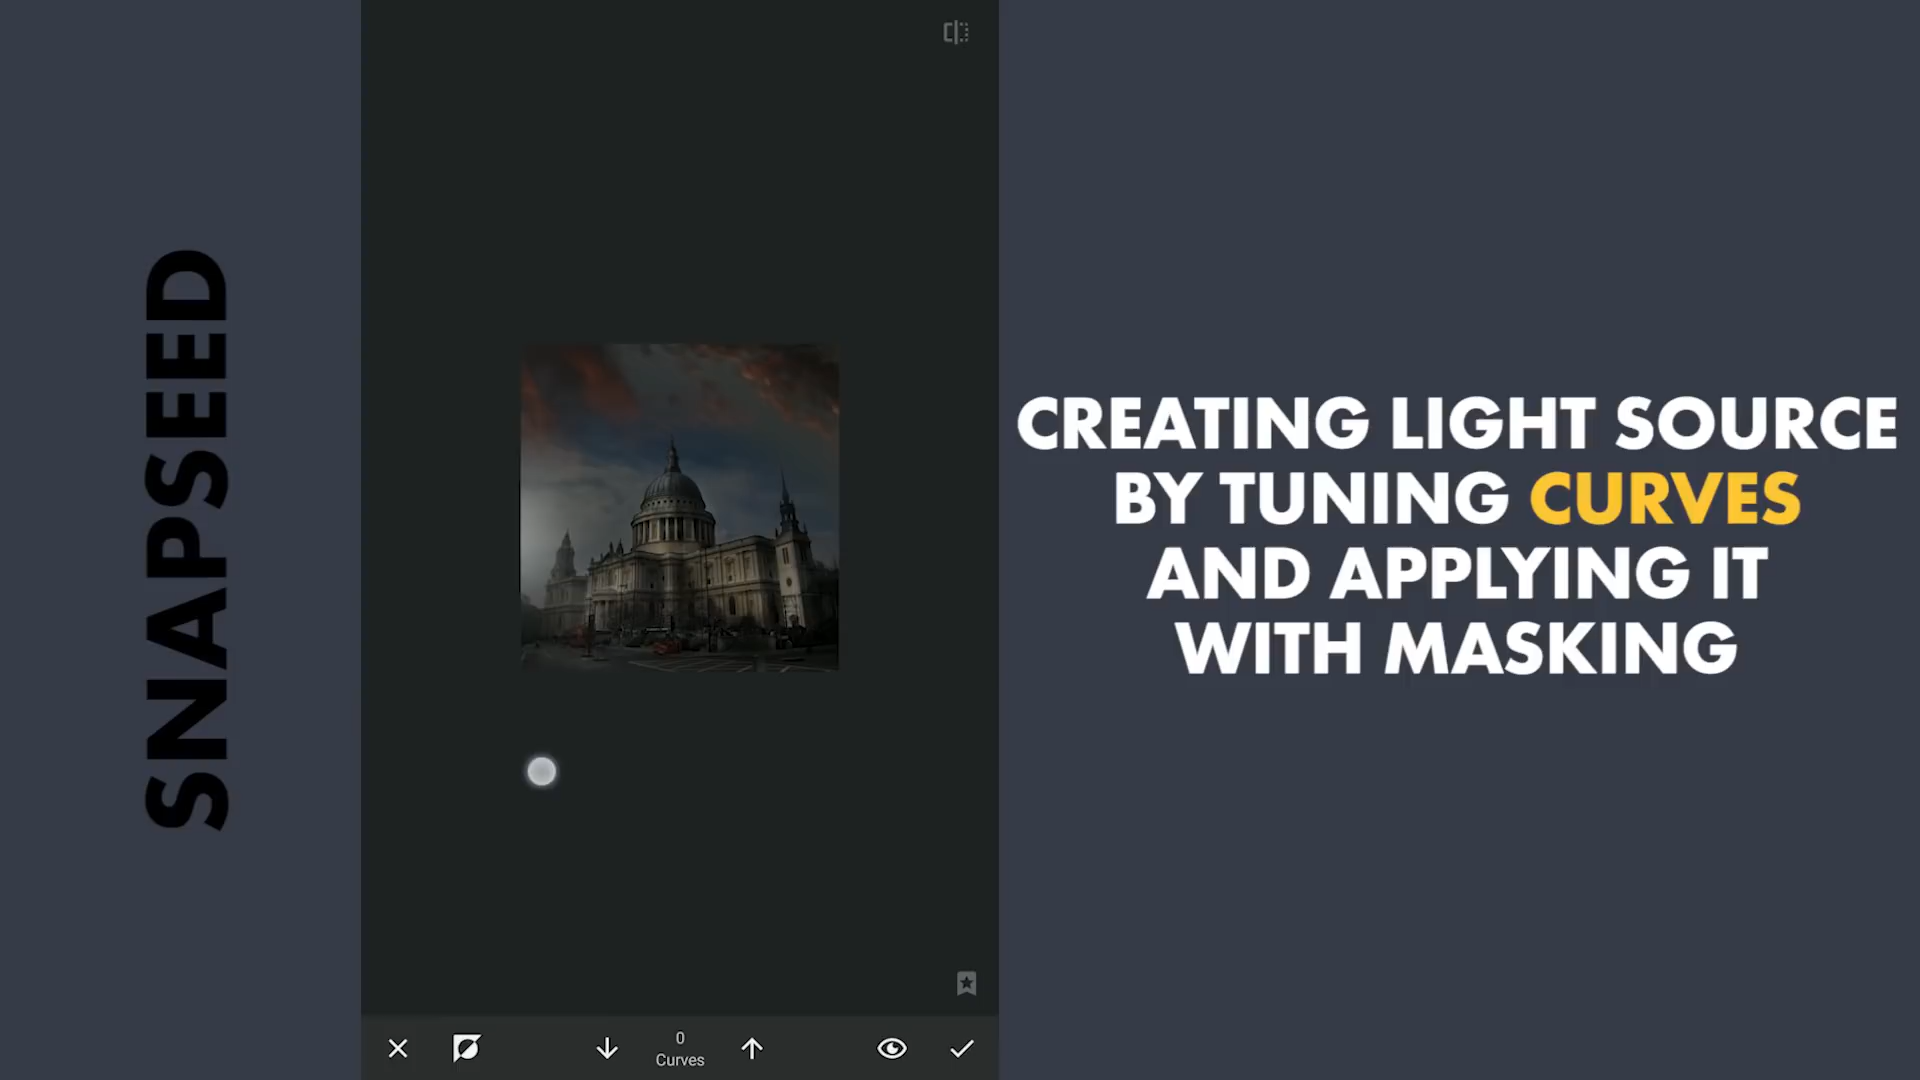 SNAPSEED
CREATING LIGHT SOURCE
BY TUNING CURVES
AND APPLYING IT
WITH MASKING
0
Curves